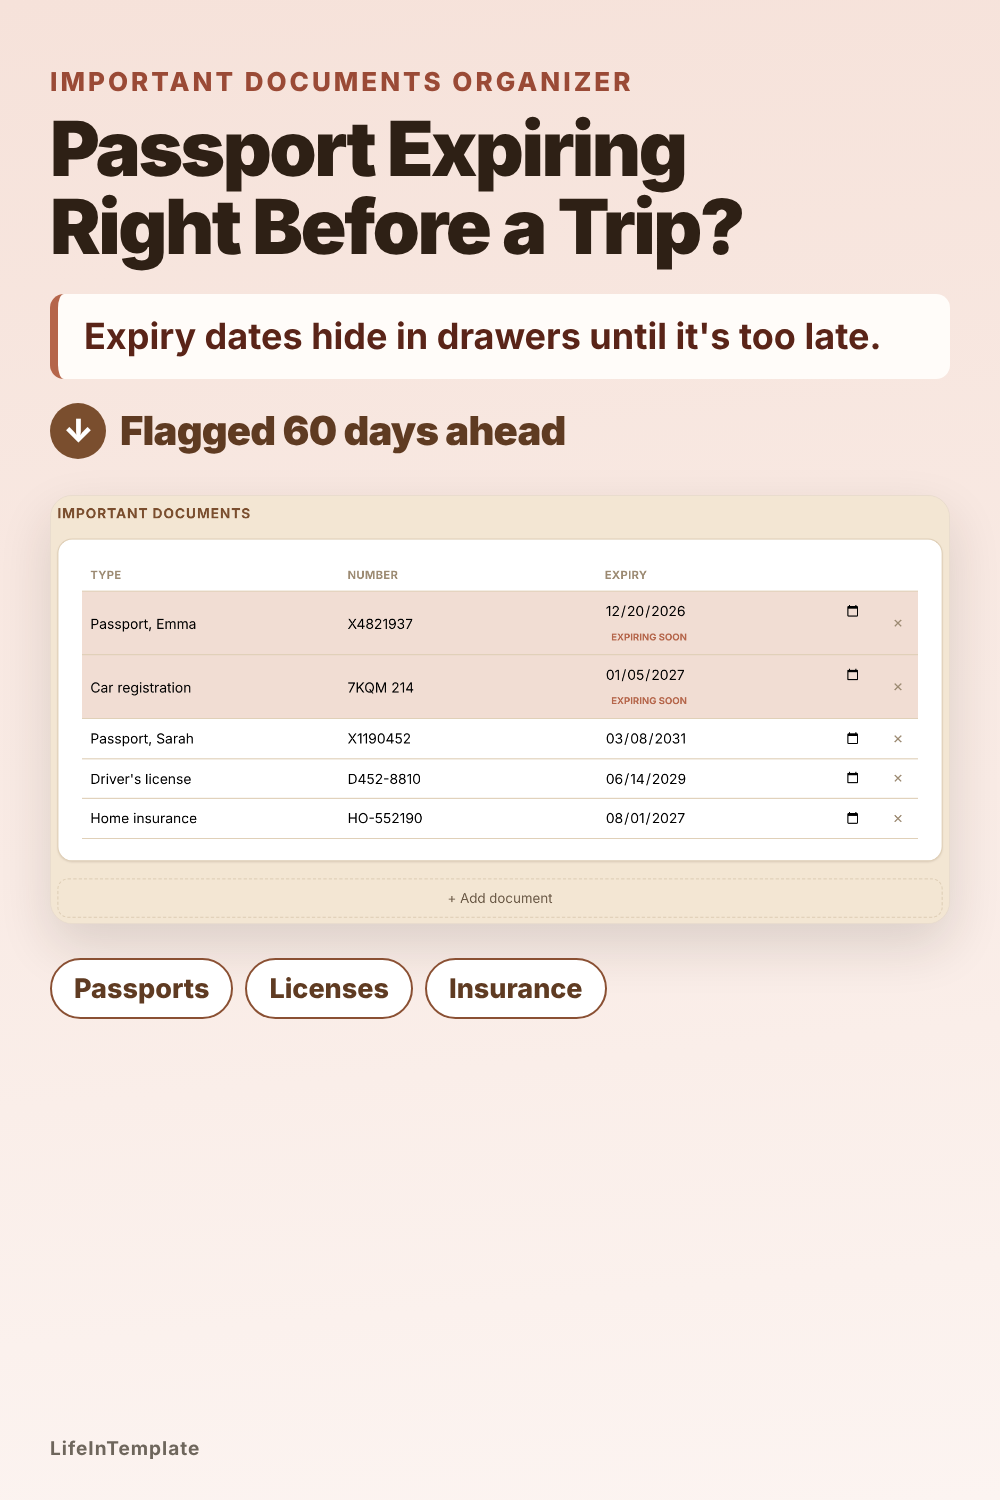 IMPORTANT DOCUMENTS ORGANIZER
Passport Expiring
Right Before a Trip?
Expiry dates hide in drawers until it's too late.
Flagged 60 days ahead
IMPORTANT DOCUMENTS
TYPE NUMBER EXPIRY
Passport, Emma X4821937 12/20/2026
EXPIRING SOON
Car registration 7KQM 214 01/05/2027
EXPIRING SOON
Passport, Sarah X1190452 03/08/2031
Driver's license D452-8810 06/14/2029
Home insurance HO-552190 08/01/2027
+ Add document
Passports Licenses Insurance
LifeInTemplate